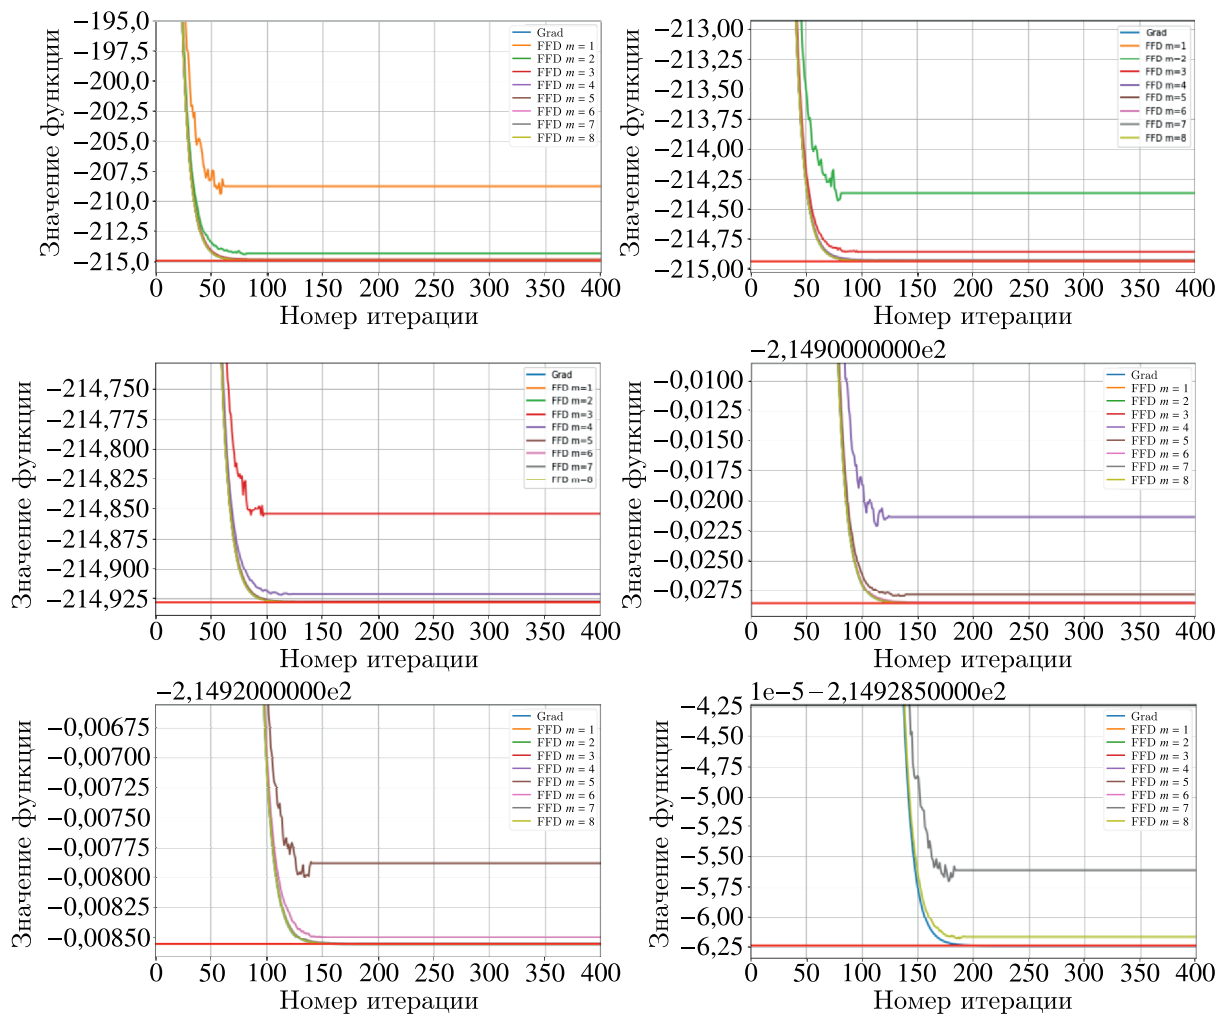 −195,0
−197,5
−200,0
−202,5
−205,0
−207,5
−210,0
−212,5
−215,0
Значение функции
0 50 100 150 200 250 300 350 400
Номер итерации
Grad
FFD m = 1
FFD m = 2
FFD m = 3
FFD m = 4
FFD m = 5
FFD m = 6
FFD m = 7
FFD m = 8
−213,00
−213,25
−213,50
−213,75
−214,00
−214,25
−214,50
−214,75
−215,00
Значение функции
0 50 100 150 200 250 300 350 400
Номер итерации
Grad
FFD m=1
FFD m=2
FFD m=3
FFD m=4
FFD m=5
FFD m=6
FFD m=7
FFD m=8
−214,750
−214,775
−214,800
−214,825
−214,850
−214,875
−214,900
−214,925
Значение функции
0 50 100 150 200 250 300 350 400
Номер итерации
Grad
FFD m=1
FFD m=2
FFD m=3
FFD m=4
FFD m=5
FFD m=6
FFD m=7
FFD m=8
−2,1490000000e2
−0,0100
−0,0125
−0,0150
−0,0175
−0,0200
−0,0225
−0,0250
−0,0275
Значение функции
0 50 100 150 200 250 300 350 400
Номер итерации
Grad
FFD m = 1
FFD m = 2
FFD m = 3
FFD m = 4
FFD m = 5
FFD m = 6
FFD m = 7
FFD m = 8
−2,1492000000e2
−0,00675
−0,00700
−0,00725
−0,00750
−0,00775
−0,00800
−0,00825
−0,00850
Значение функции
0 50 100 150 200 250 300 350 400
Номер итерации
Grad
FFD m = 1
FFD m = 2
FFD m = 3
FFD m = 4
FFD m = 5
FFD m = 6
FFD m = 7
FFD m = 8
1e-5−2,1492850000e2
−4,25
−4,50
−4,75
−5,00
−5,25
−5,50
−5,75
−6,00
−6,25
Значение функции
0 50 100 150 200 250 300 350 400
Номер итерации
Grad
FFD m = 1
FFD m = 2
FFD m = 3
FFD m = 4
FFD m = 5
FFD m = 6
FFD m = 7
FFD m = 8